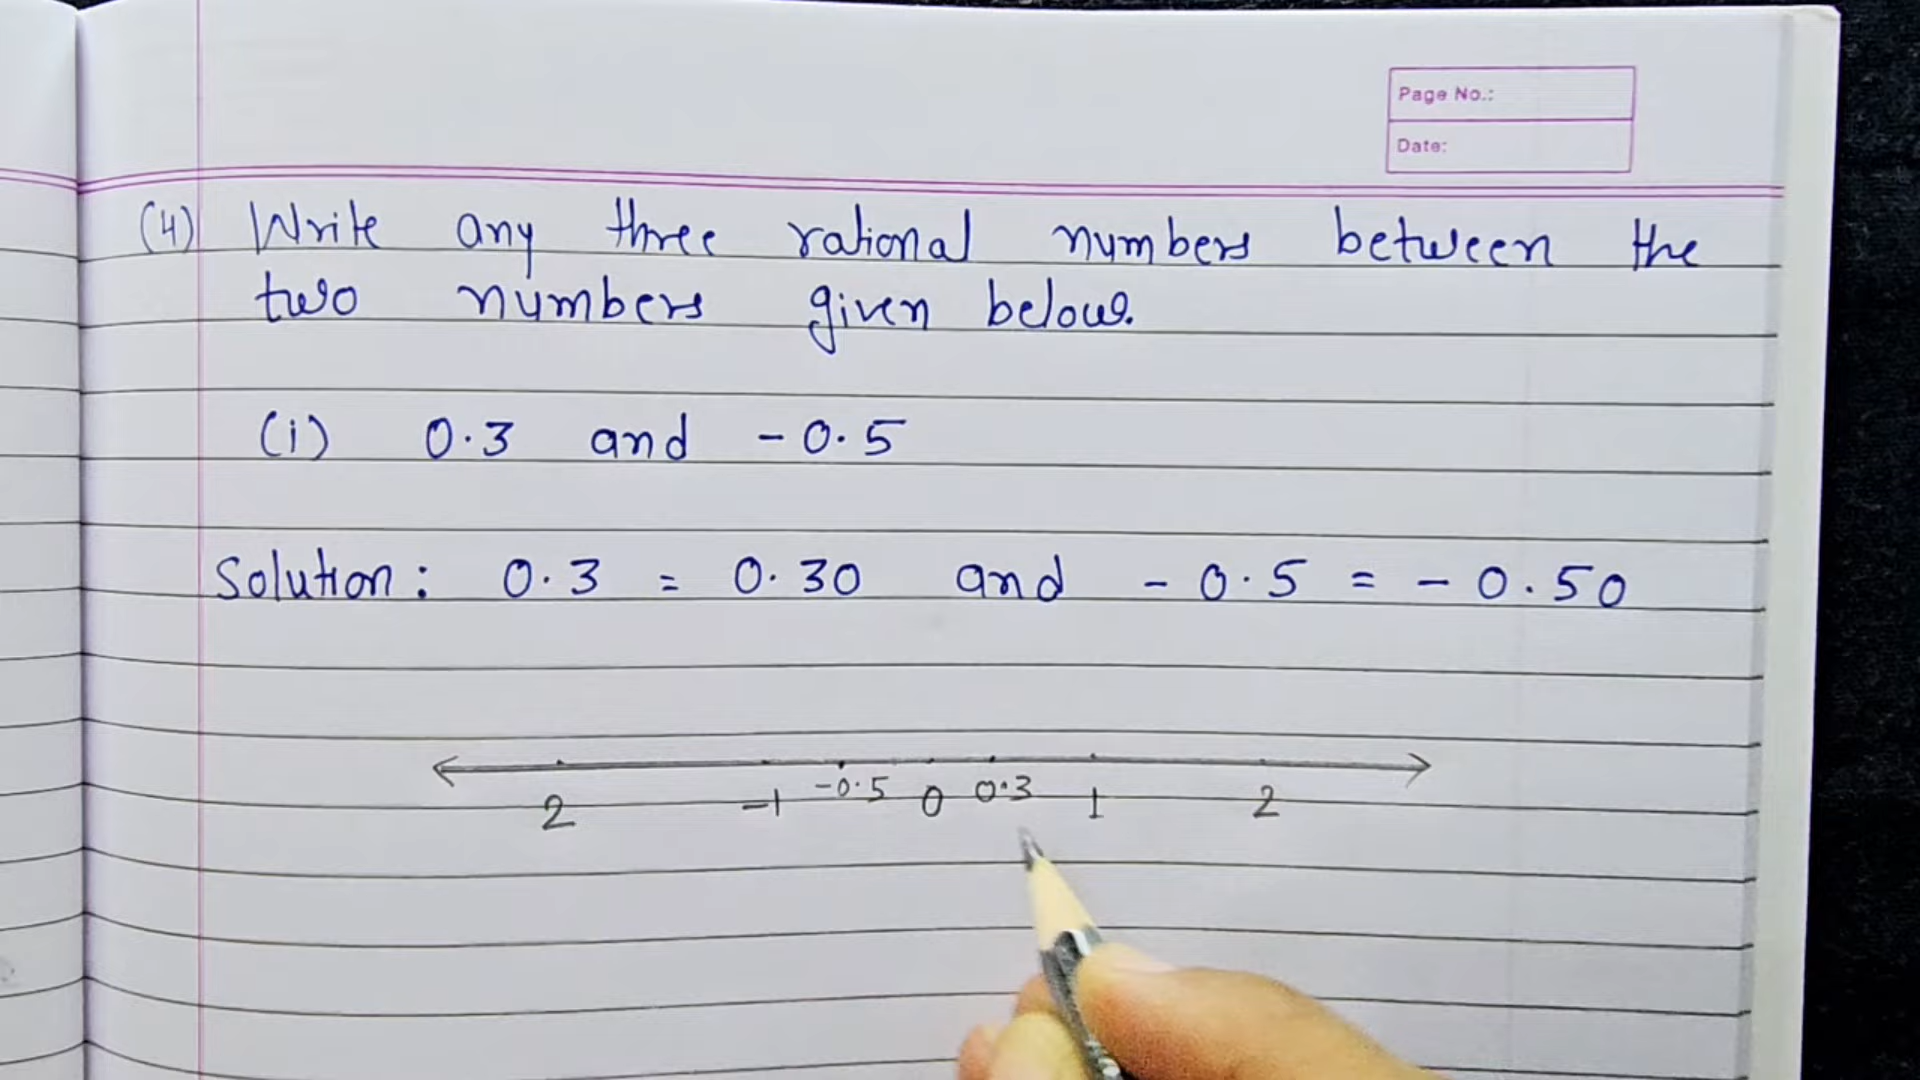 Page No.:
Date:
(4) Write any three rational numbers between the
two numbers given below.
(i) 0.3 and -0.5
Solution: 0.3 = 0.30 and -0.5 = -0.50
2 -1 -0.5 0 0.3 1 2